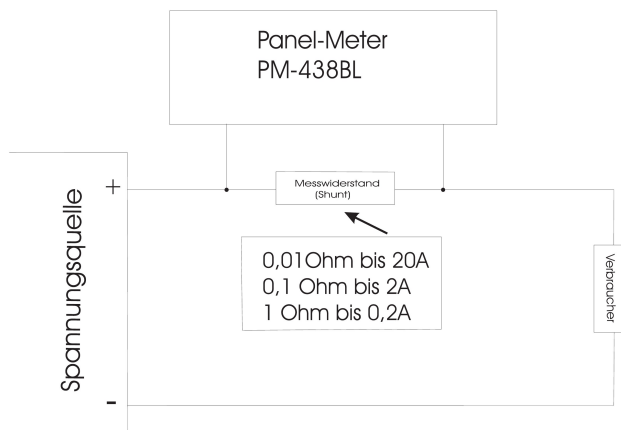 Panel-Meter
PM-438BL
Messwiderstand
(Shunt)
+
Spannungsquelle
-
0,01Ohm bis 20A
0,1 Ohm bis 2A
1 Ohm bis 0,2A
Verbraucher